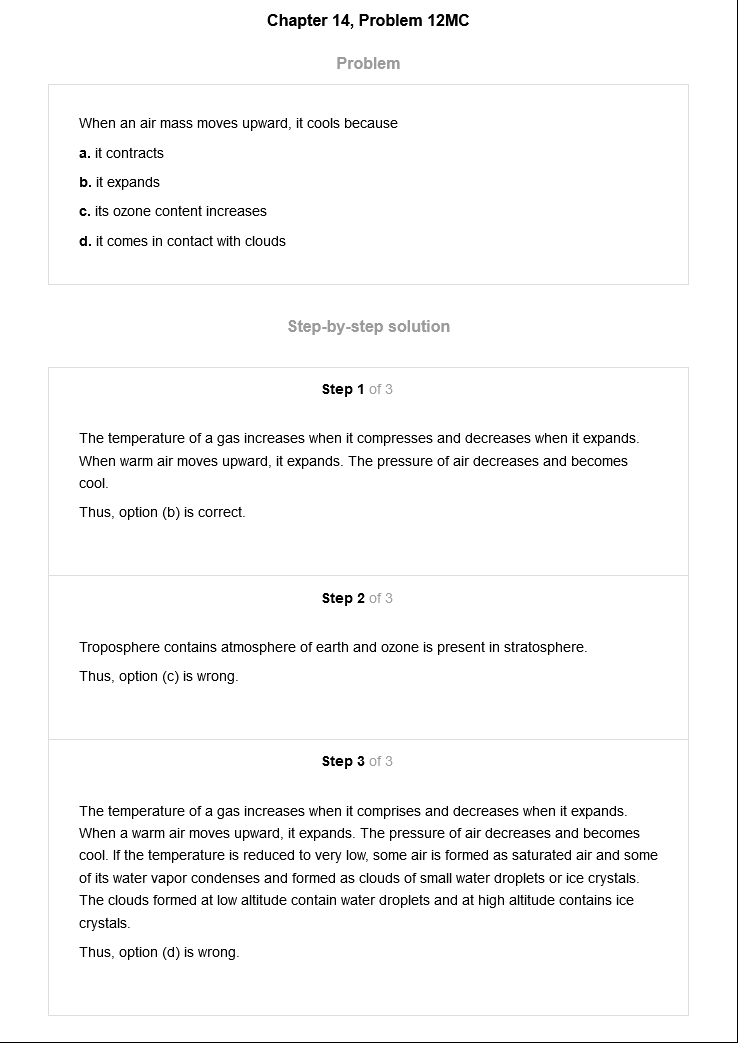 Chapter 14, Problem 12MC
Problem
When an air mass moves upward, it cools because
a. it contracts
b. it expands
c. its ozone content increases
d. it comes in contact with clouds
Step-by-step solution
Step 1 of 3
The temperature of a gas increases when it compresses and decreases when it expands.
When warm air moves upward, it expands. The pressure of air decreases and becomes
cool.
Thus, option (b) is correct.
Step 2 of 3
Troposphere contains atmosphere of earth and ozone is present in stratosphere.
Thus, option (c) is wrong.
Step 3 of 3
The temperature of a gas increases when it comprises and decreases when it expands.
When a warm air moves upward, it expands. The pressure of air decreases and becomes
cool. If the temperature is reduced to very low, some air is formed as saturated air and some
of its water vapor condenses and formed as clouds of small water droplets or ice crystals.
The clouds formed at low altitude contain water droplets and at high altitude contains ice
crystals.
Thus, option (d) is wrong.